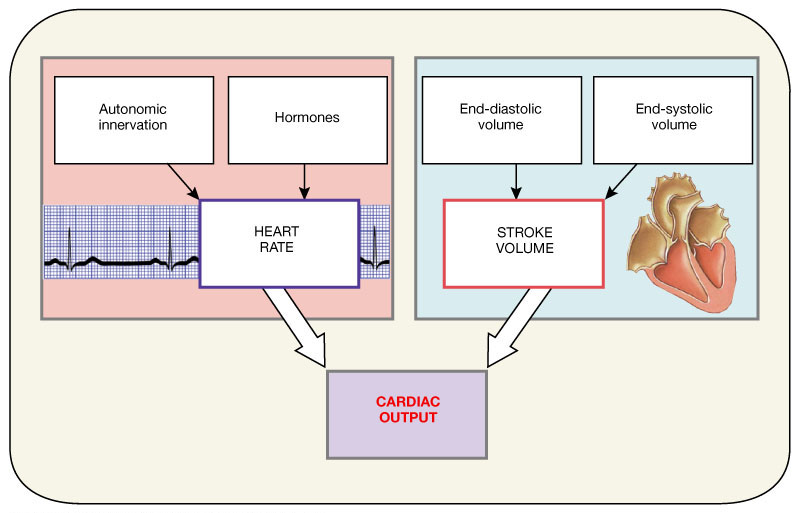 Autonomic
innervation
Hormones
End-diastolic
volume
End-systolic
volume
HEART
RATE
STROKE
VOLUME
CARDIAC
OUTPUT